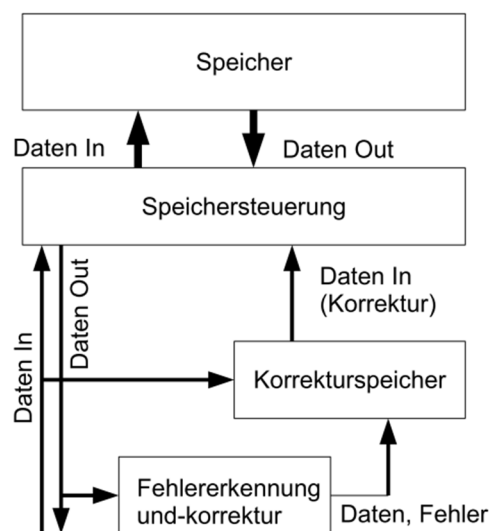 Speicher
Daten In
Daten Out
Speichersteuerung
Daten In
(Korrektur)
Daten Out
Daten In
Korrekturspeicher
Fehlererkennung
und-korrektur
Daten, Fehler